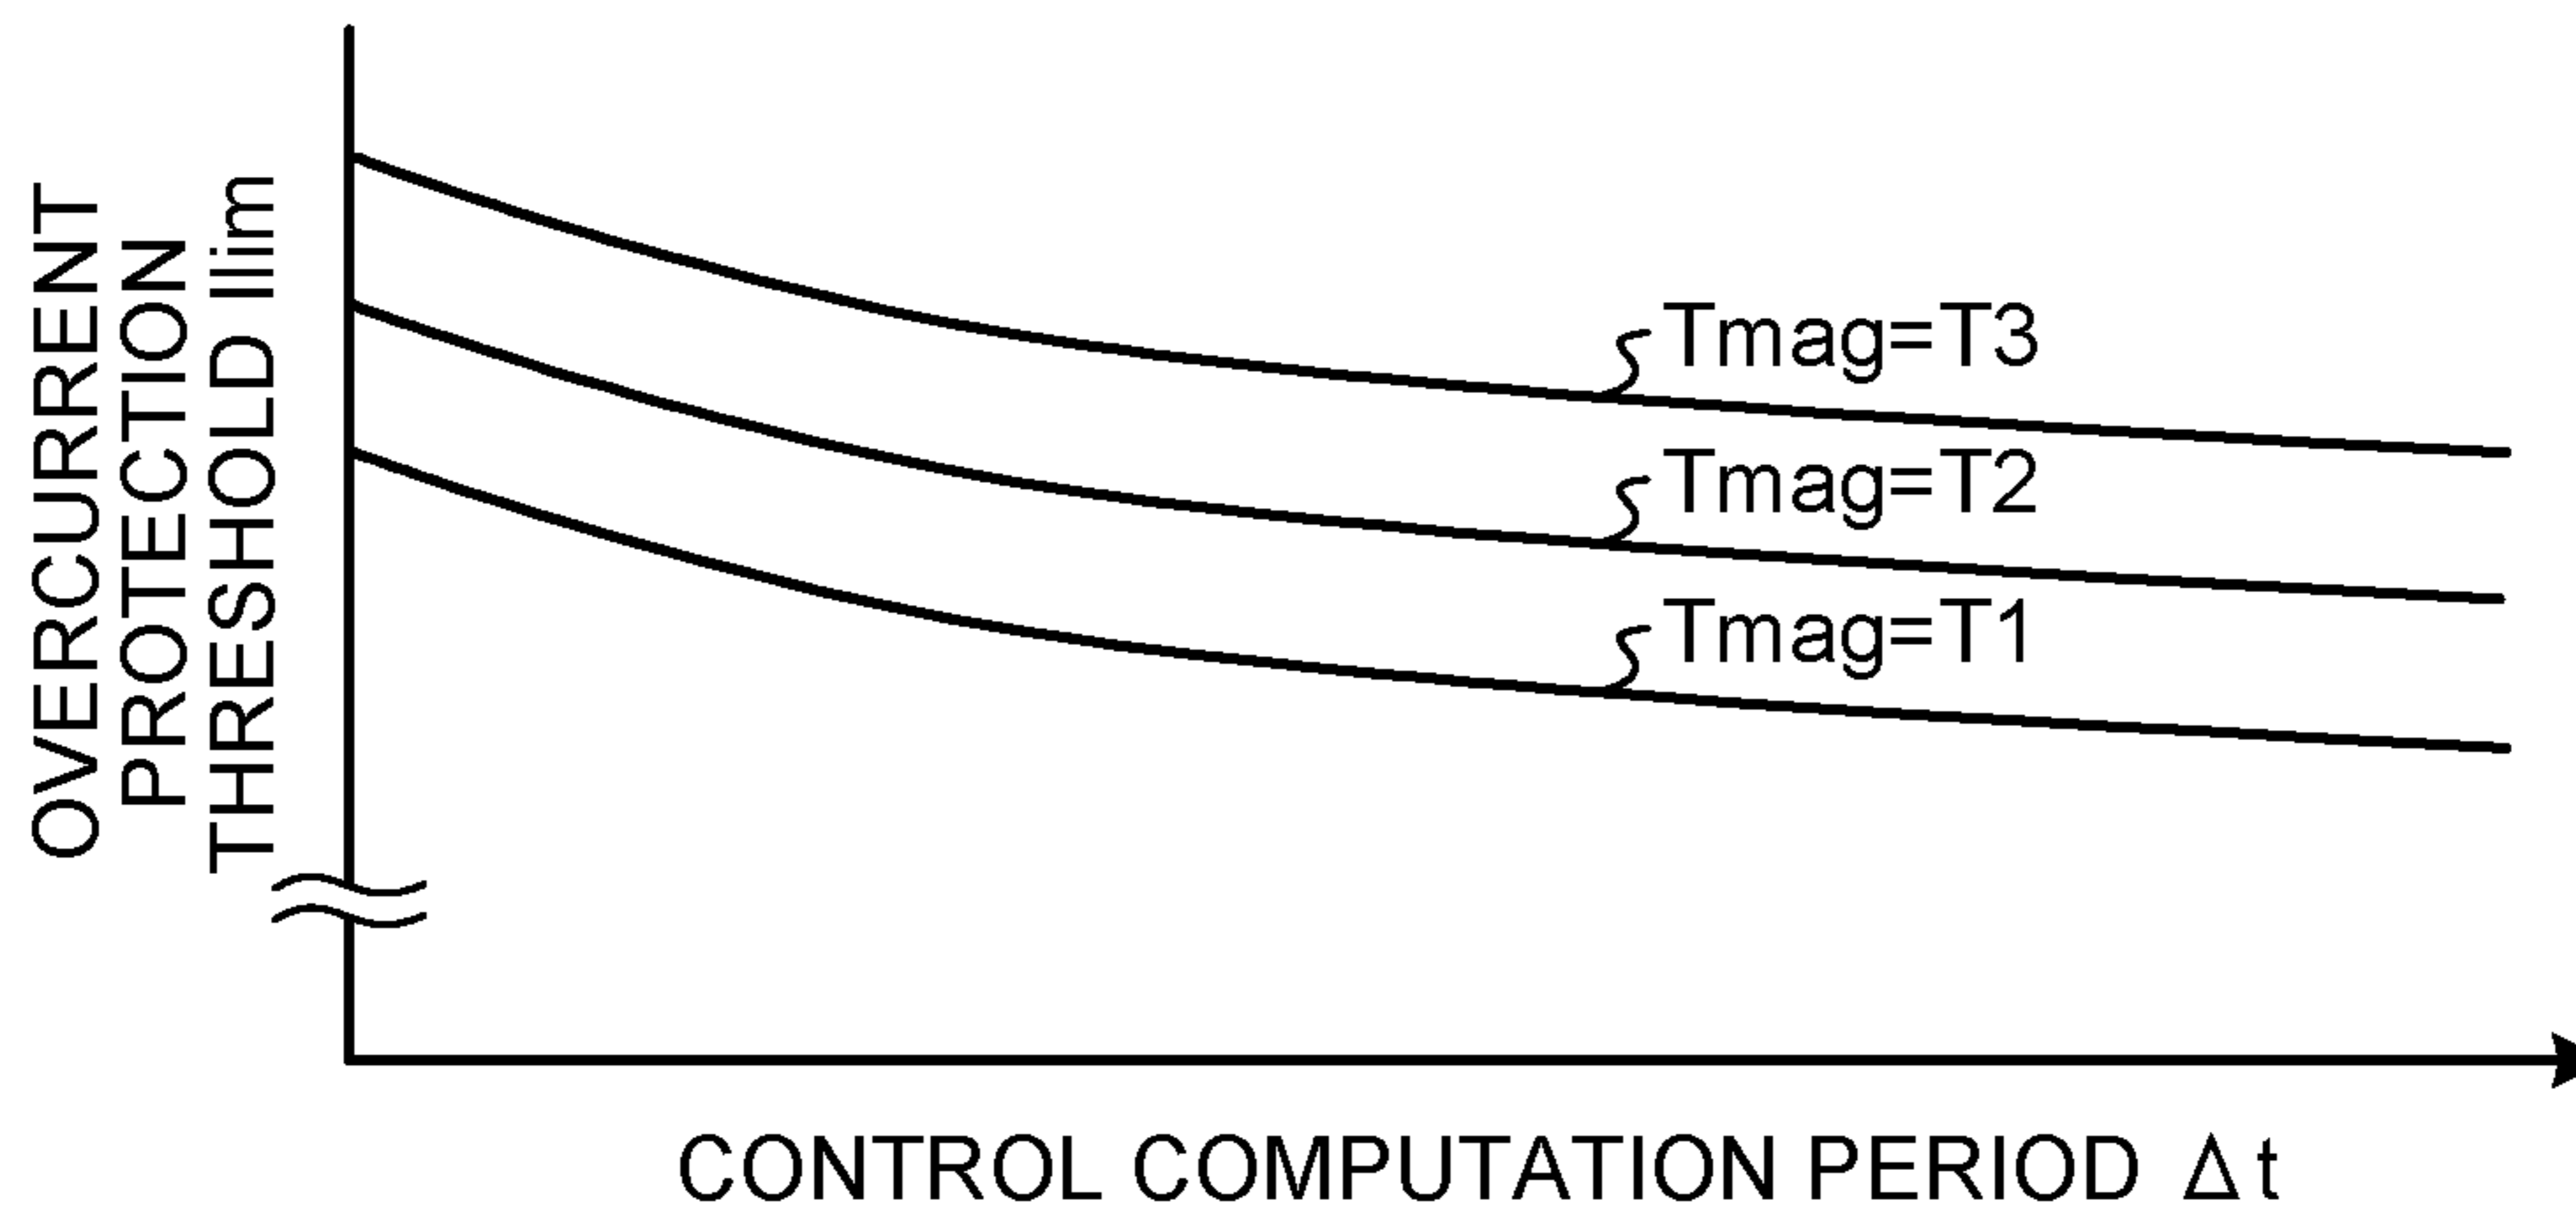 OVERCURRENT
PROTECTION
THRESHOLD Ilim
Tmag=T3
Tmag=T2
Tmag=T1
CONTROL COMPUTATION PERIOD Δt